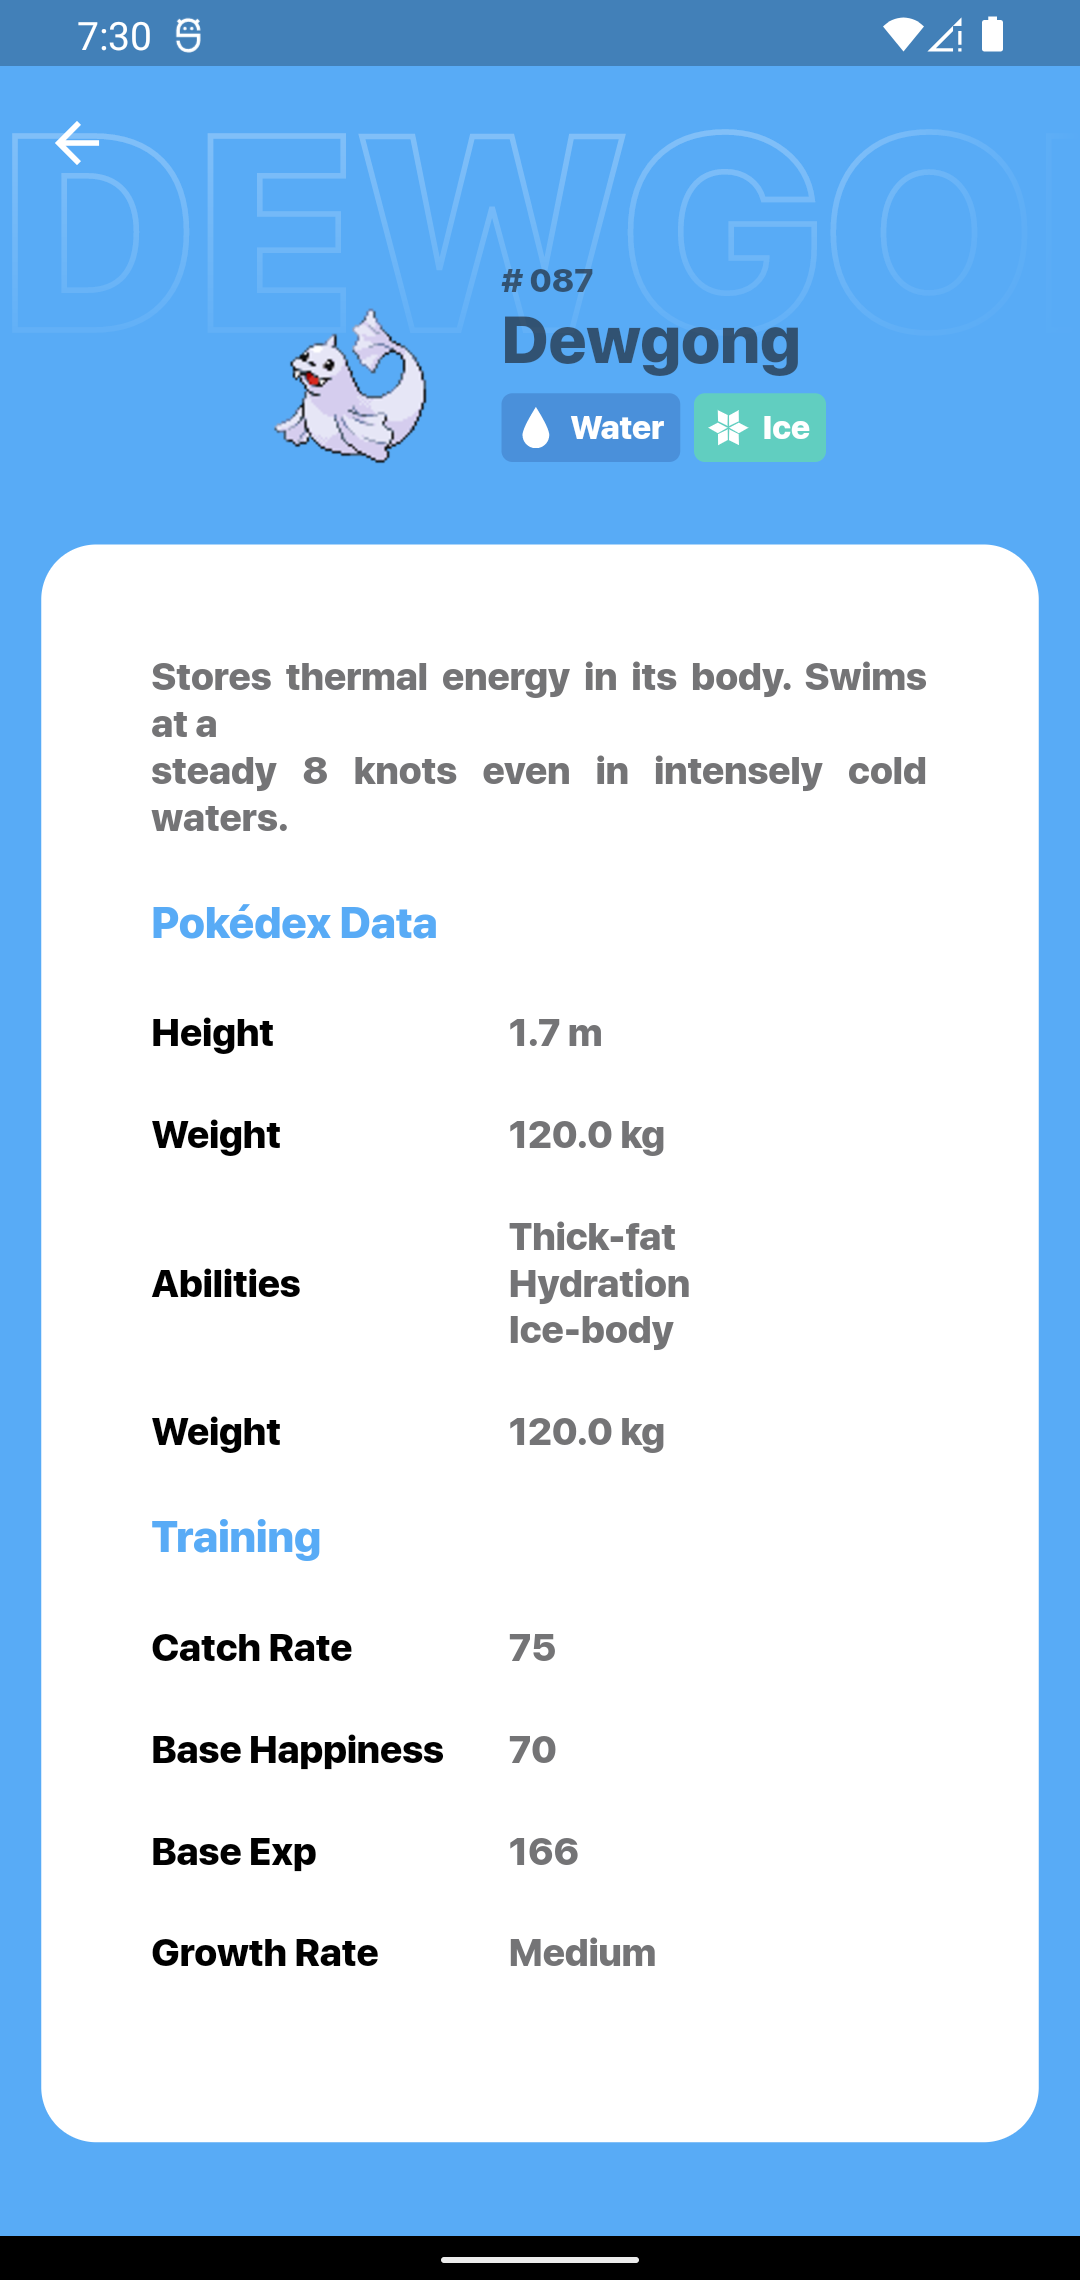 7:30
DEWGO
# 087
Dewgong
Water Ice
Stores thermal energy in its body. Swims
at a
steady 8 knots even in intensely cold
waters.
Pokédex Data
Height 1.7 m
Weight 120.0 kg
Abilities Thick-fat
Hydration
Ice-body
Weight 120.0 kg
Training
Catch Rate 75
Base Happiness 70
Base Exp 166
Growth Rate Medium